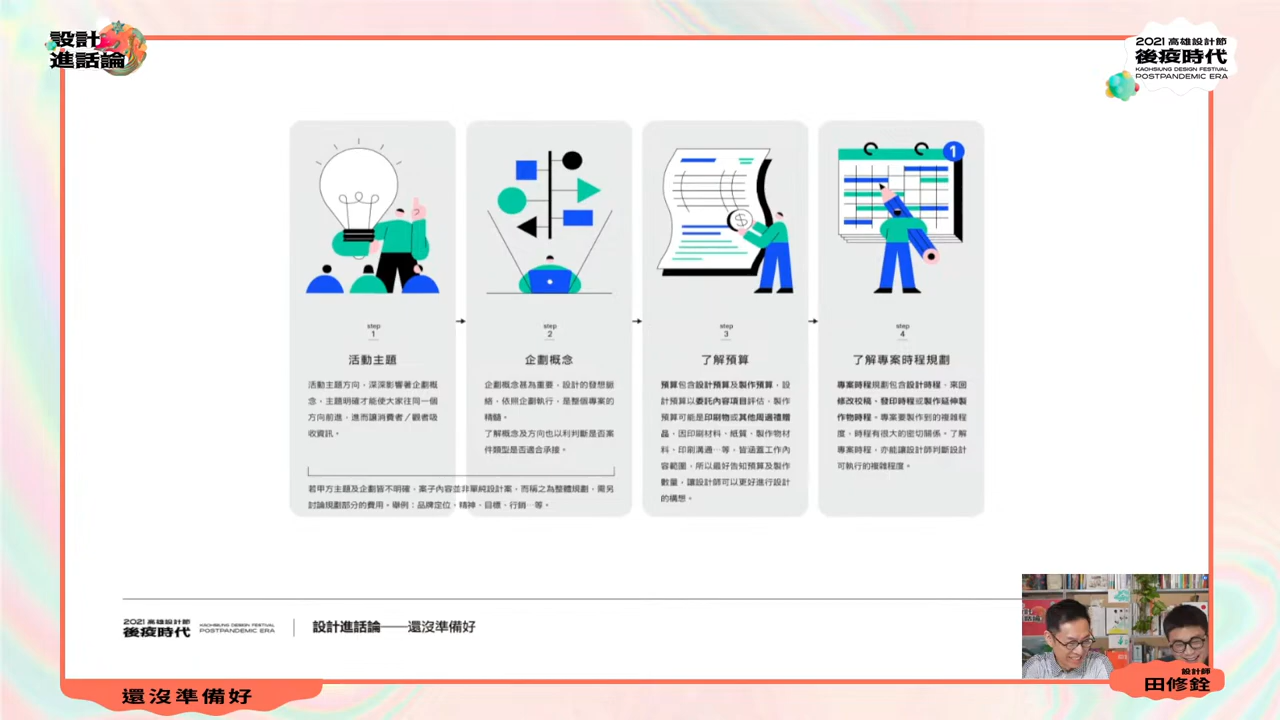 設計
進話論
2021 高雄設計節
後疫時代
KAOHSIUNG DESIGN FESTIVAL
POSTPANDEMIC ERA
1
$
step
1
活動主題
活動主題方向，深深影響著企劃概
念，主題明確才能使大家往同一個
方向前進，進而讓消費者／觀者吸
收資訊。
step
2
企劃概念
企劃概念甚為重要，設計的發想脈
絡，依照企劃執行，是整個專案的
精髓。
了解概念及方向也以利判斷是否案
件類型是否適合承接。
若甲方主題及企劃皆不明確，案子內容並非單純設計案，而稱之為整體規劃，需另
討論規劃部分的費用。舉例：品牌定位、精神、目標、行銷…等。
step
3
了解預算
預算包含設計預算及製作預算，設
計預算以委託內容項目評估，製作
預算可能是印刷物或其他周邊禮贈
品，因印刷材料、紙質、製作物材
料、印刷溝通…等，皆涵蓋工作內
容範圍，所以最好告知預算及製作
數量，讓設計師可以更好進行設計
的構想。
step
4
了解專案時程規劃
專案時程規劃包含設計時程，來回
修改校稿，發印時程或製作延伸製
作物時程。專案要製作到的複雜程
度，時程有很大的密切關係。了解
專案時程，亦能讓設計師判斷設計
可執行的複雜程度。
2021 高雄設計節
後疫時代
KAOHSIUNG DESIGN FESTIVAL
POSTPANDEMIC ERA
設計進話論——還沒準備好
還沒準備好
設計師
田修銓